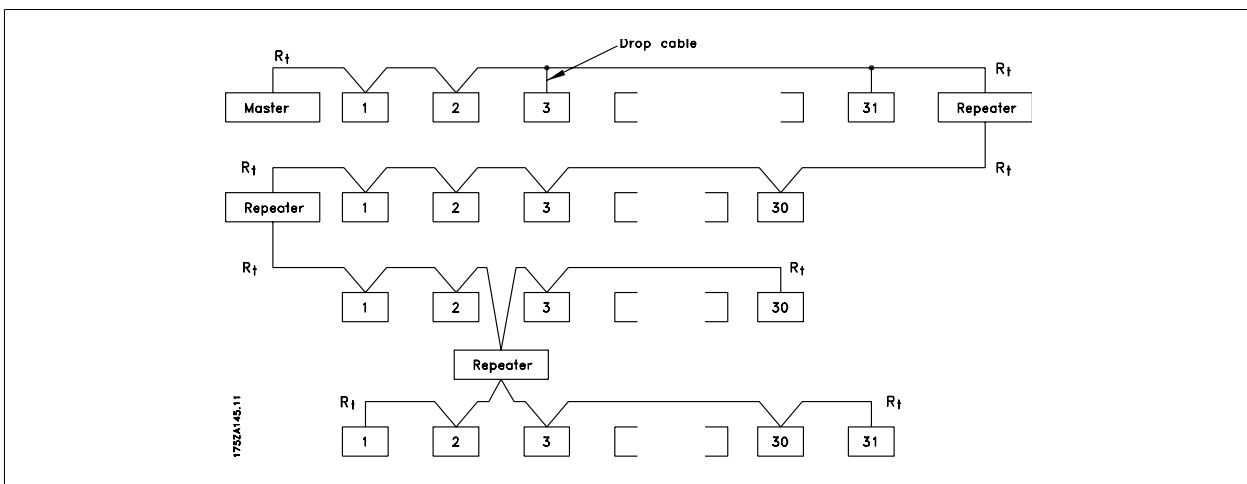 Drop cable
Rt Rt
Master 1 2 3 31 Repeater
Rt Rt
Repeater 1 2 3 30
Rt Rt
1 2 3 30
Repeater
Rt Rt
1 2 3 30 31
175ZA145.11